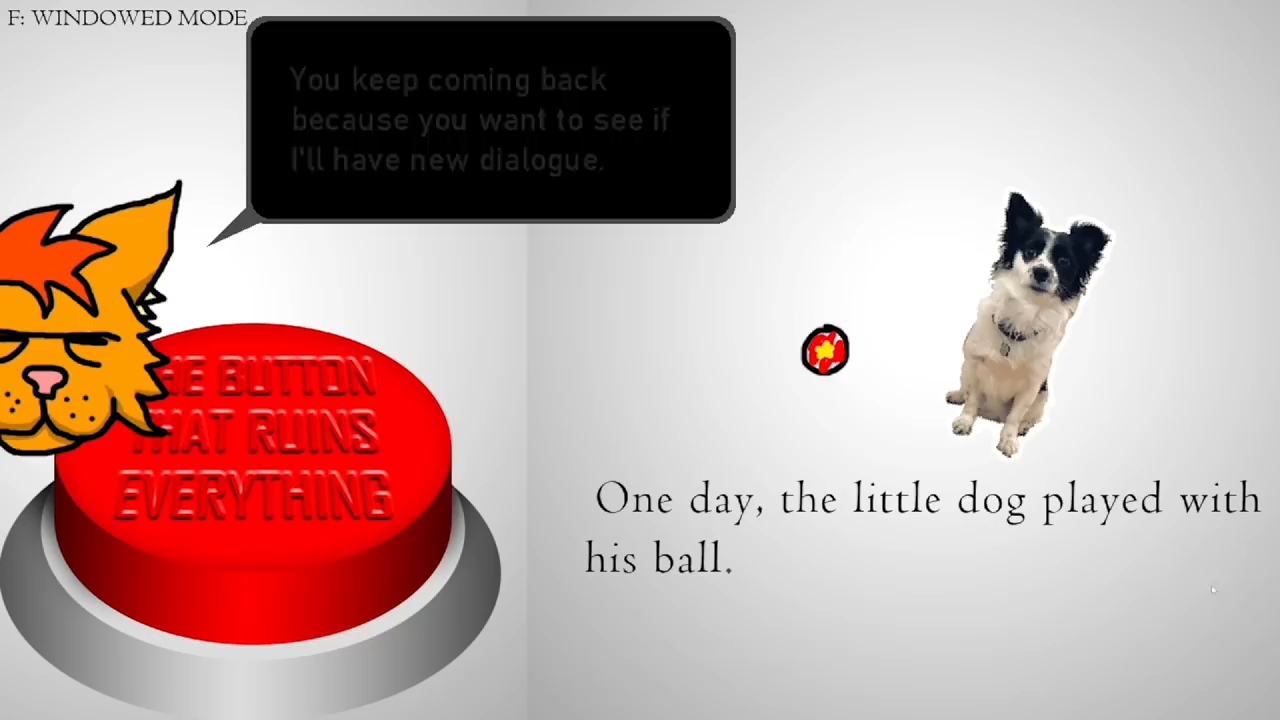 F: WINDOWED MODE
You keep coming back
because you want to see if
I'll have new dialogue.
HE BUTTON
THAT RUINS
EVERYTHING
One day, the little dog played with
his ball.